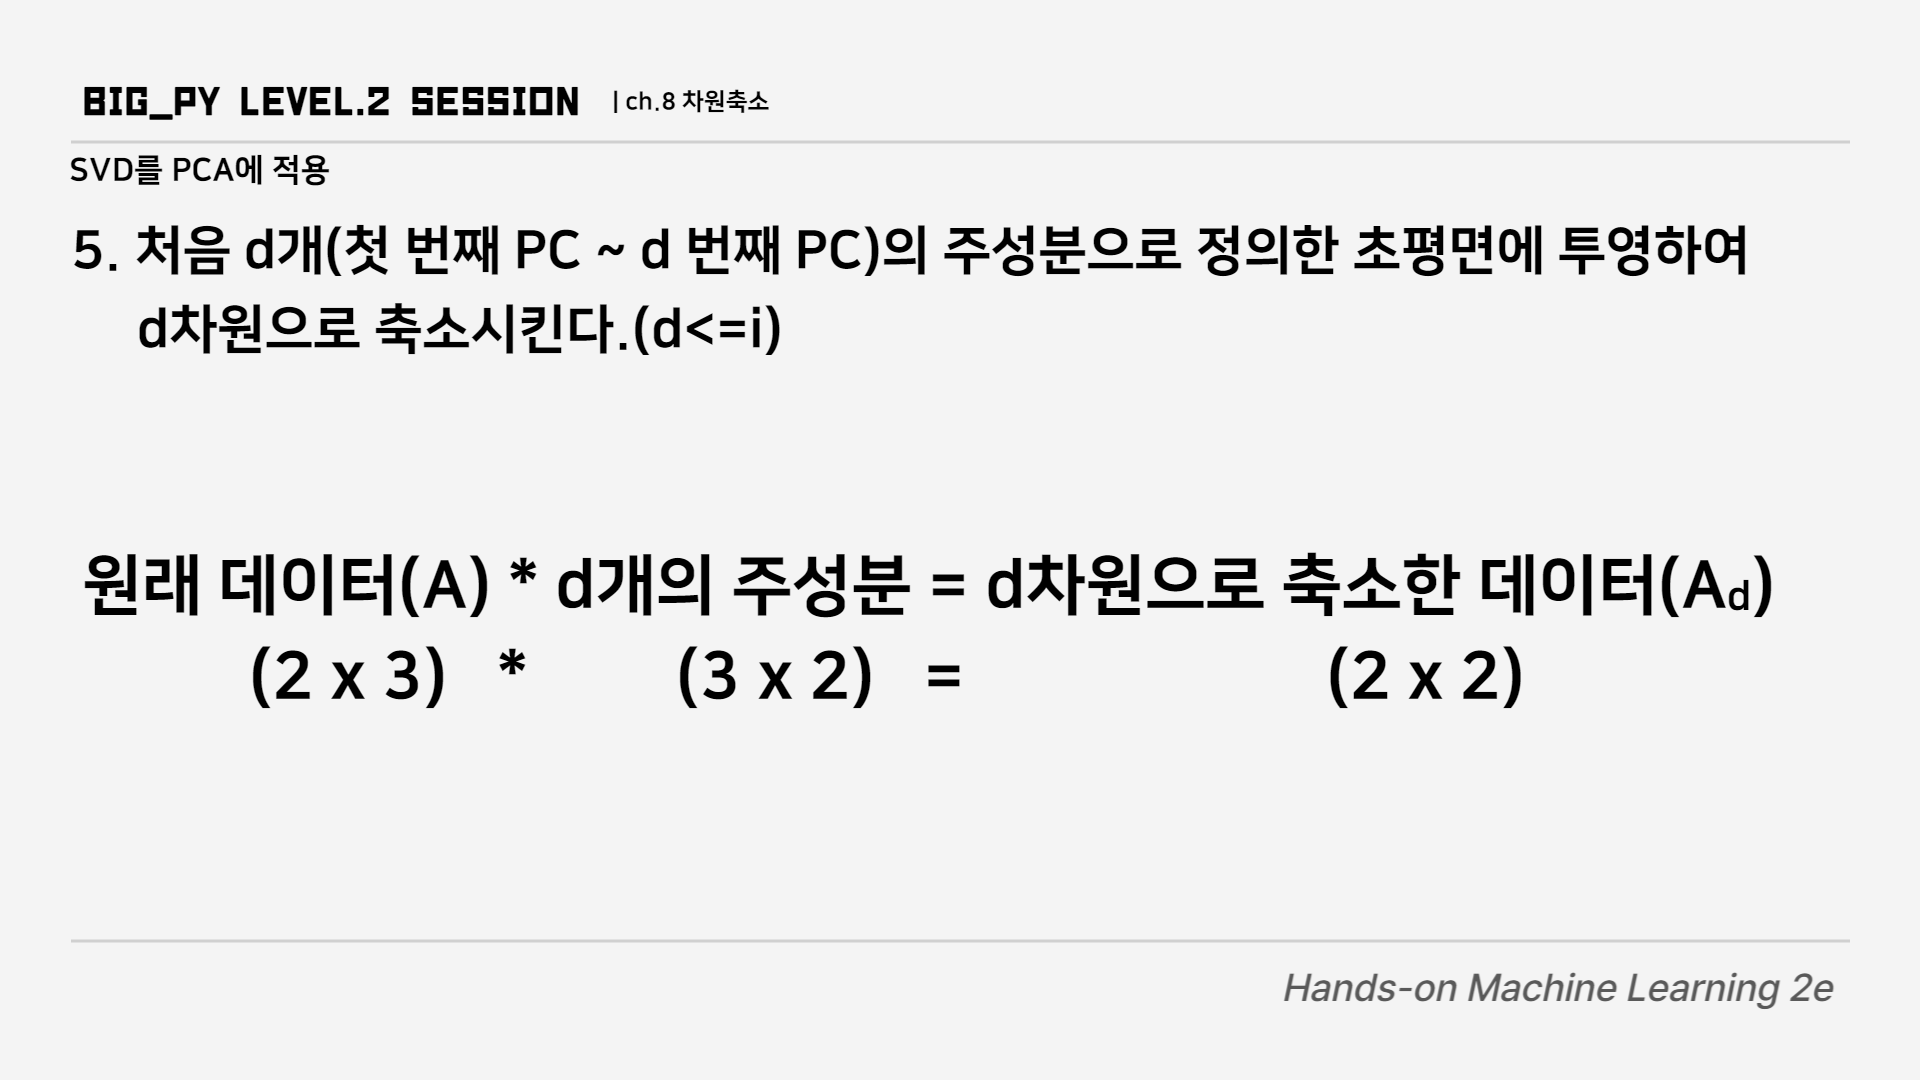 BIG_PY LEVEL.2 SESSION | ch.8 차원축소
SVD를 PCA에 적용
5. 처음 d개(첫 번째 PC ~ d 번째 PC)의 주성분으로 정의한 초평면에 투영하여
d차원으로 축소시킨다.(d<=i)
원래 데이터(A) * d개의 주성분 = d차원으로 축소한 데이터(Ad)
(2 x 3) * (3 x 2) = (2 x 2)
Hands-on Machine Learning 2e